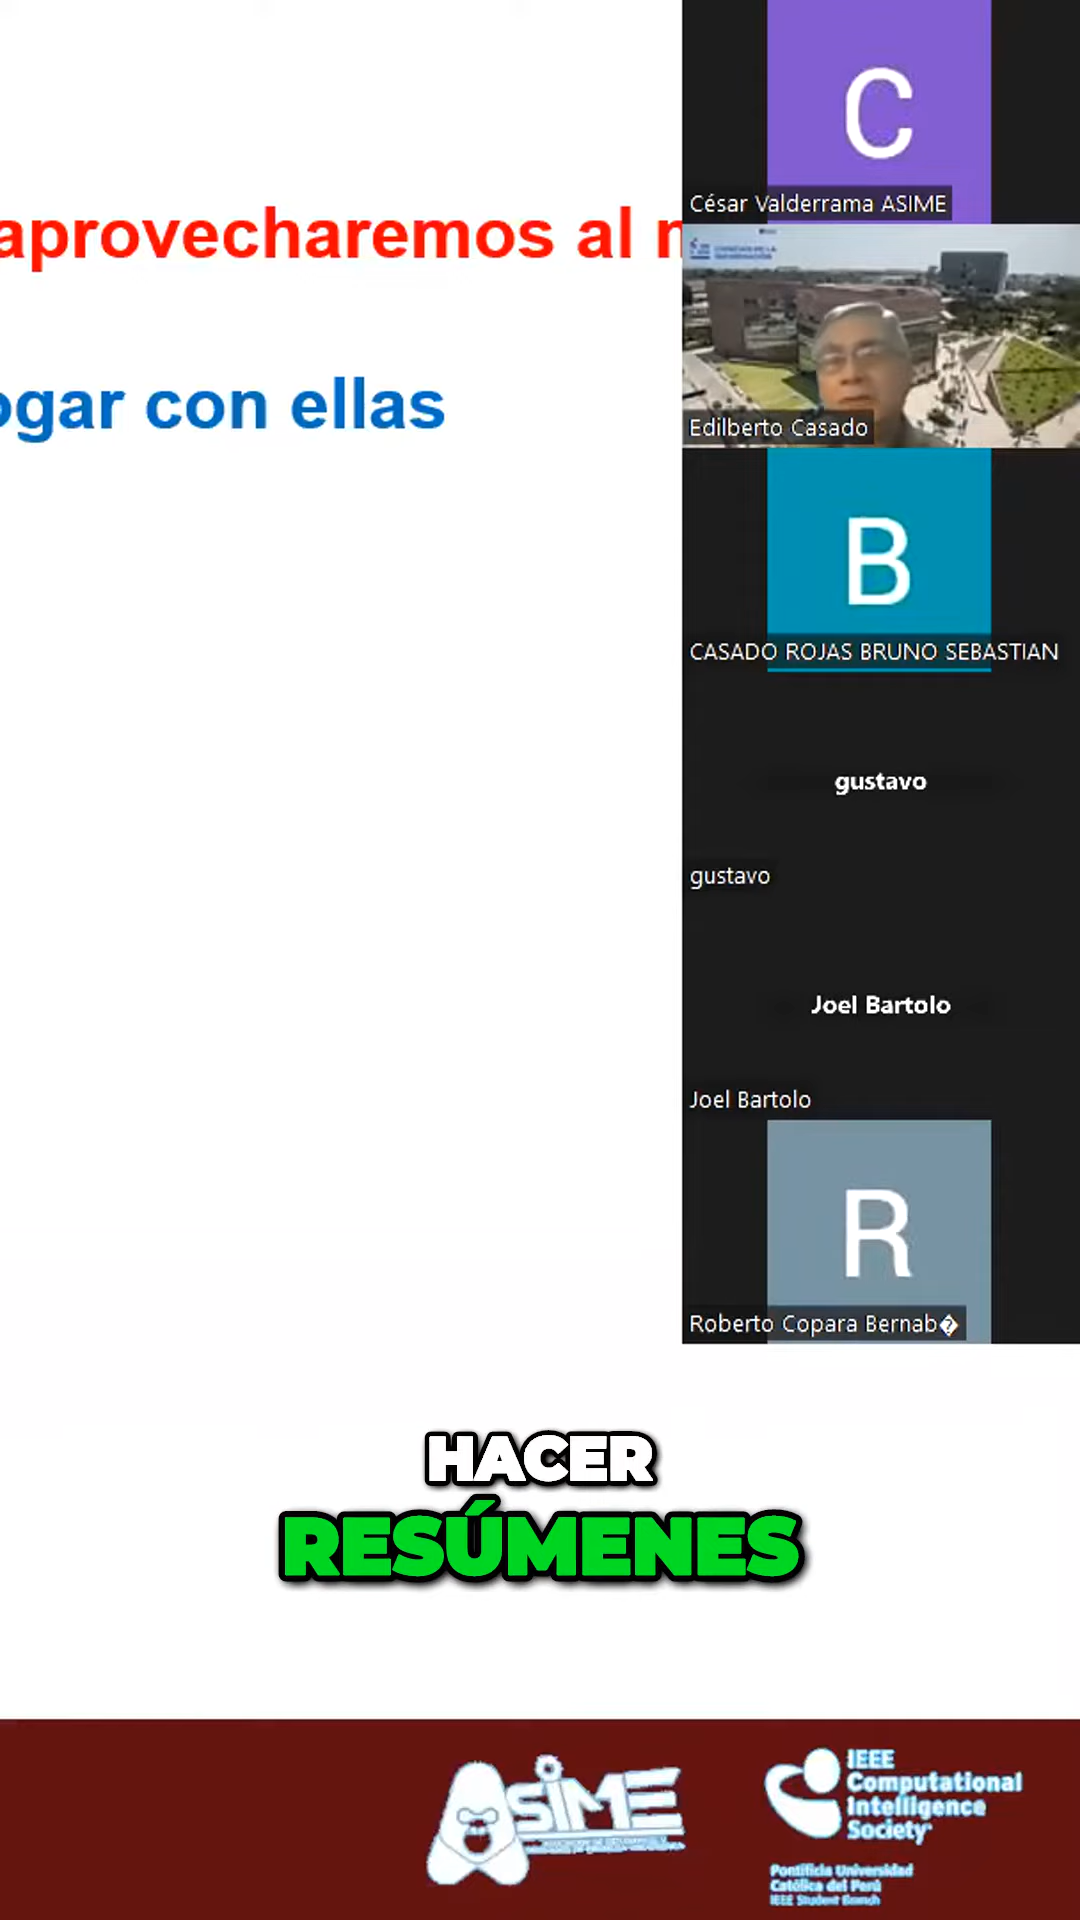 aprovecharemos al
ogar con ellas
C
César Valderrama ASIME
Edilberto Casado
B
CASADO ROJAS BRUNO SEBASTIAN
gustavo
gustavo
Joel Bartolo
Joel Bartolo
R
Roberto Copara Bernab�
HACER
RESÚMENES
ASIME
IEEE
Computational
Intelligence
Society
Pontificia Universidad
Católica del Perú
IEEE Student Branch